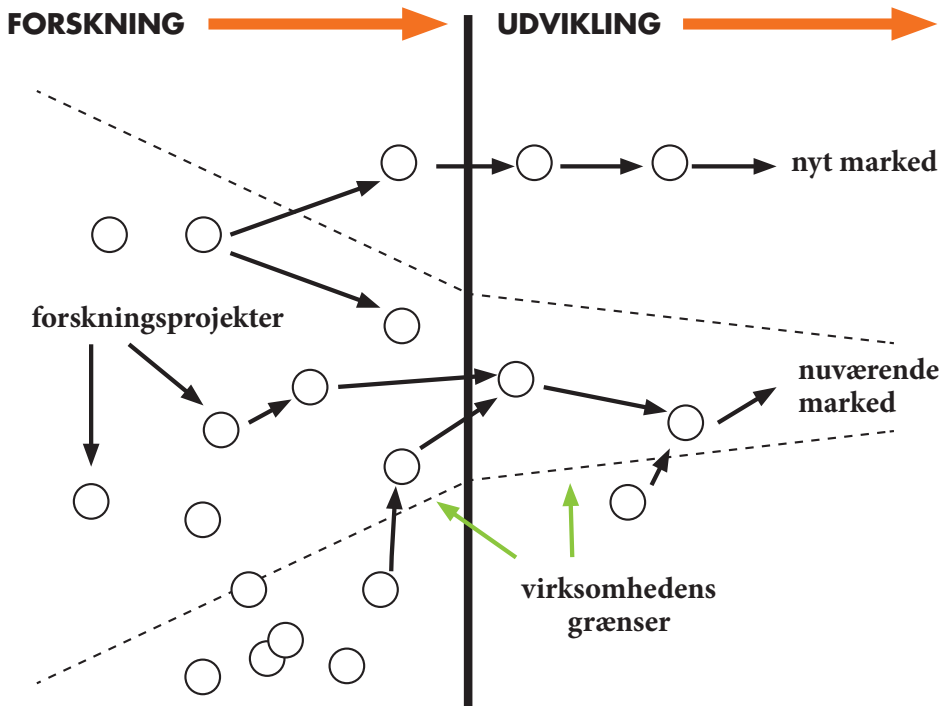 FORSKNING
UDVIKLING
nyt marked
forskningsprojekter
nuværende
marked
virksomhedens
grænser